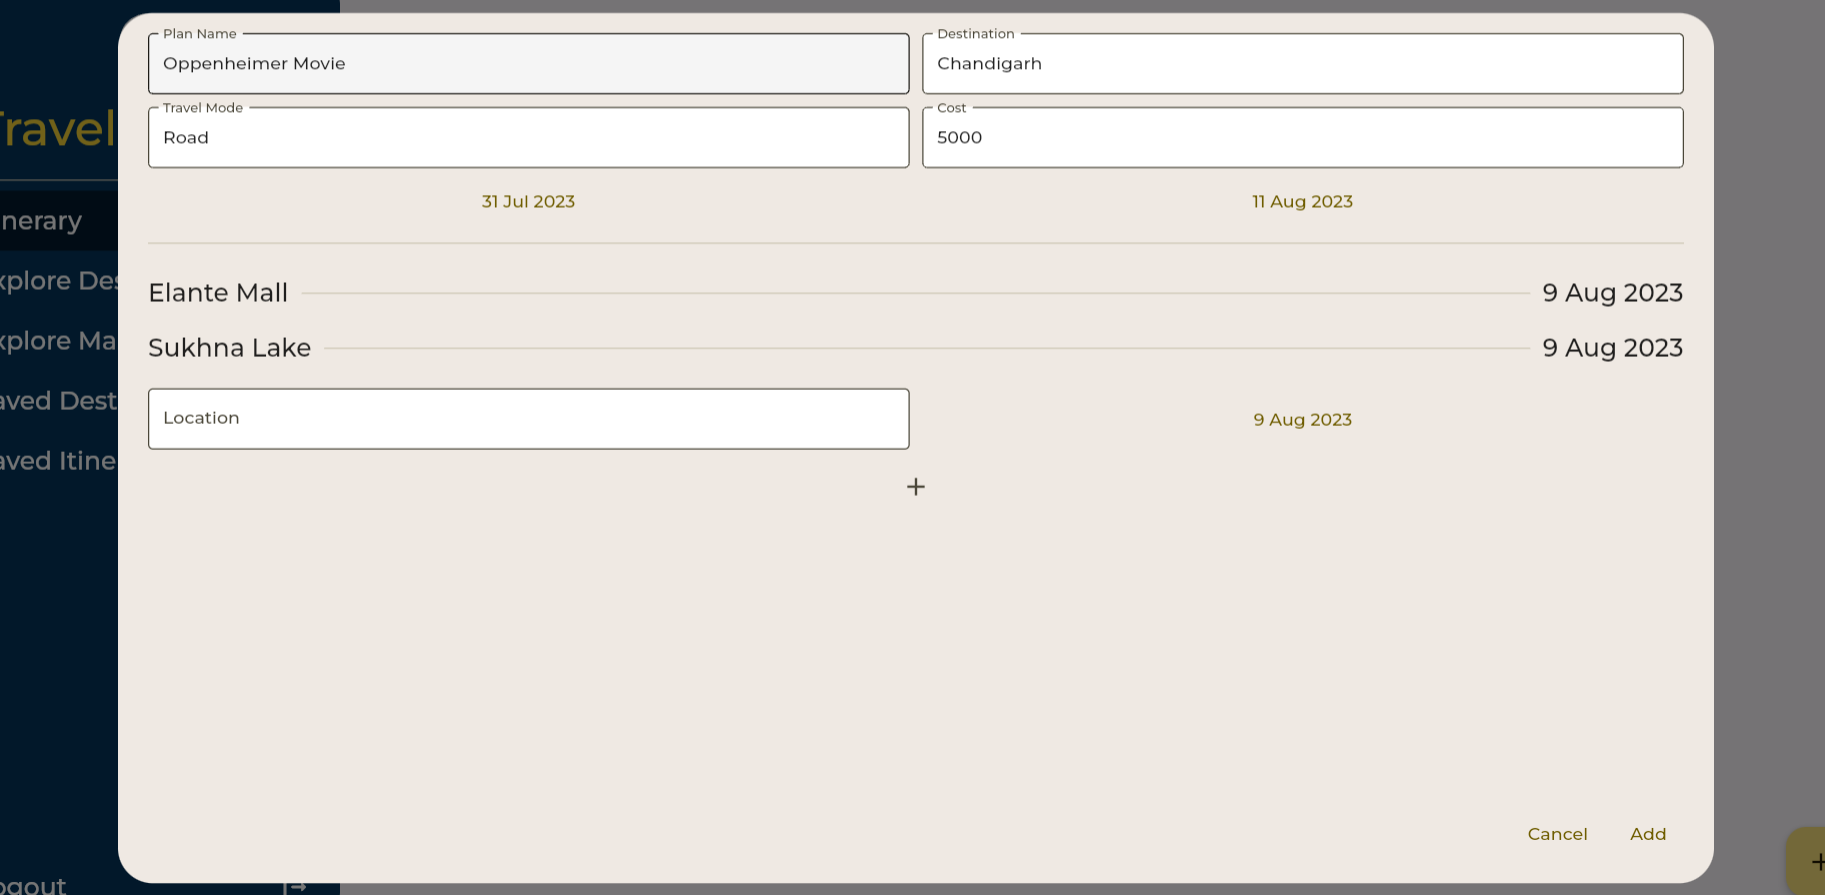 Plan Name
Destination
Oppenheimer Movie
Chandigarh
Travel Mode
Cost
Road
5000
31 Jul 2023
11 Aug 2023
Elante Mall
9 Aug 2023
Sukhna Lake
9 Aug 2023
Location
9 Aug 2023
+
Cancel
Add
Travel
nerary
xplore Des
xplore Ma
aved Dest
aved Itine
ogout
+